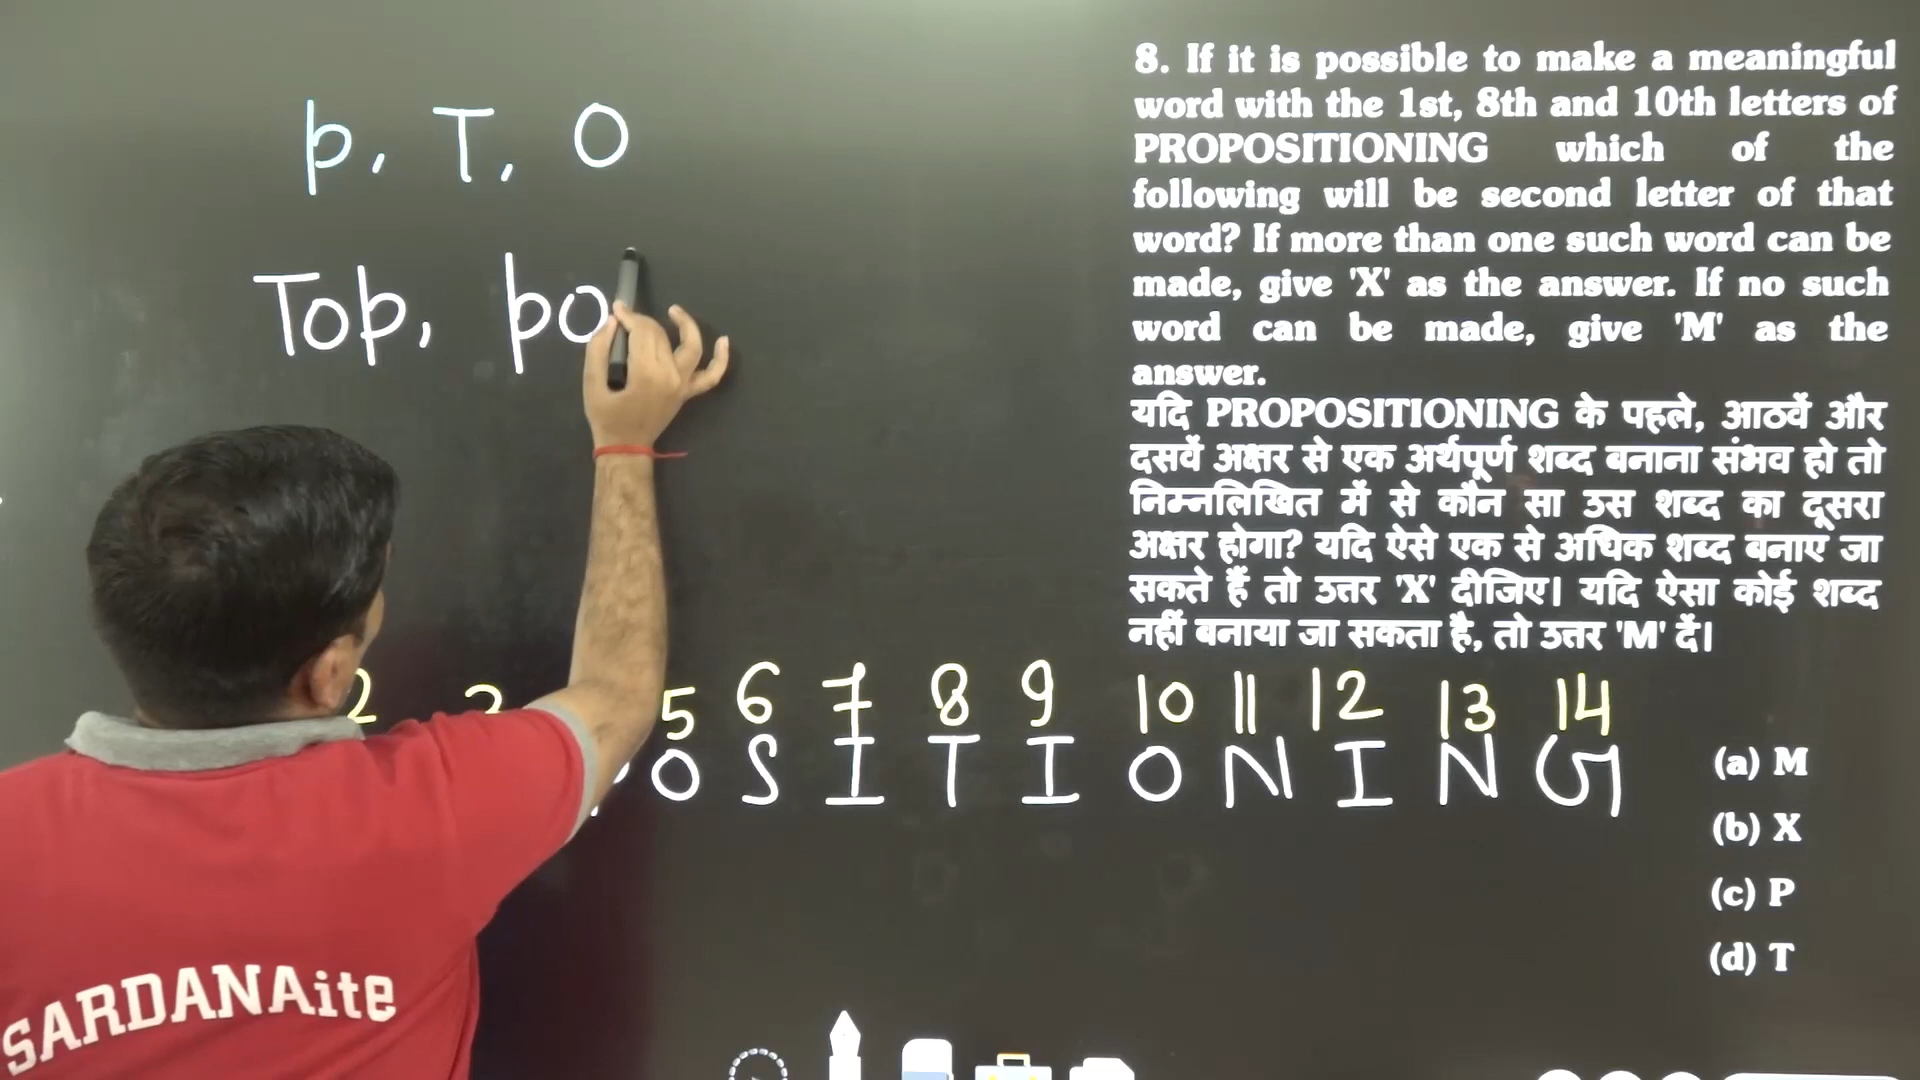 p, T, O
Top, po
8. If it is possible to make a meaningful
word with the 1st, 8th and 10th letters of
PROPOSITIONING which of the
following will be second letter of that
word? If more than one such word can be
made, give 'X' as the answer. If no such
word can be made, give 'M' as the
answer.
यदि PROPOSITIONING के पहले, आठवें और
दसवें अक्षर से एक अर्थपूर्ण शब्द बनाना संभव हो तो
निम्नलिखित में से कौन सा उस शब्द का दूसरा
अक्षर होगा? यदि ऐसे एक से अधिक शब्द बनाए जा
सकते हैं तो उत्तर 'X' दीजिए। यदि ऐसा कोई शब्द
नहीं बनाया जा सकता है, तो उत्तर 'M' दें।
2 3 5 6 7 8 9 10 11 12 13 14
O S I T I O N I N G
(a) M
(b) X
(c) P
(d) T
SARDANAite